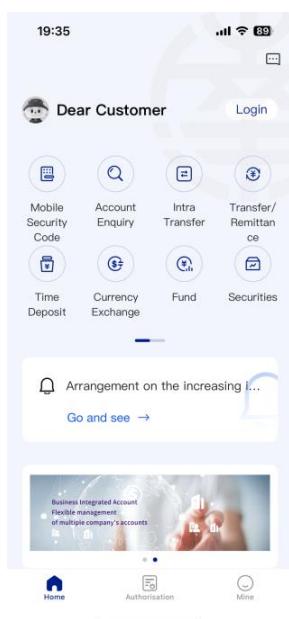 19:35
89
Dear Customer
Login
Mobile
Security
Code
Account
Enquiry
Intra
Transfer
Transfer/
Remittan
ce
Time
Deposit
Currency
Exchange
Fund
Securities
Arrangement on the increasing i...
Go and see →
Business Integrated Account
Flexible management
of multiple company's accounts
Home
Authorisation
Mine